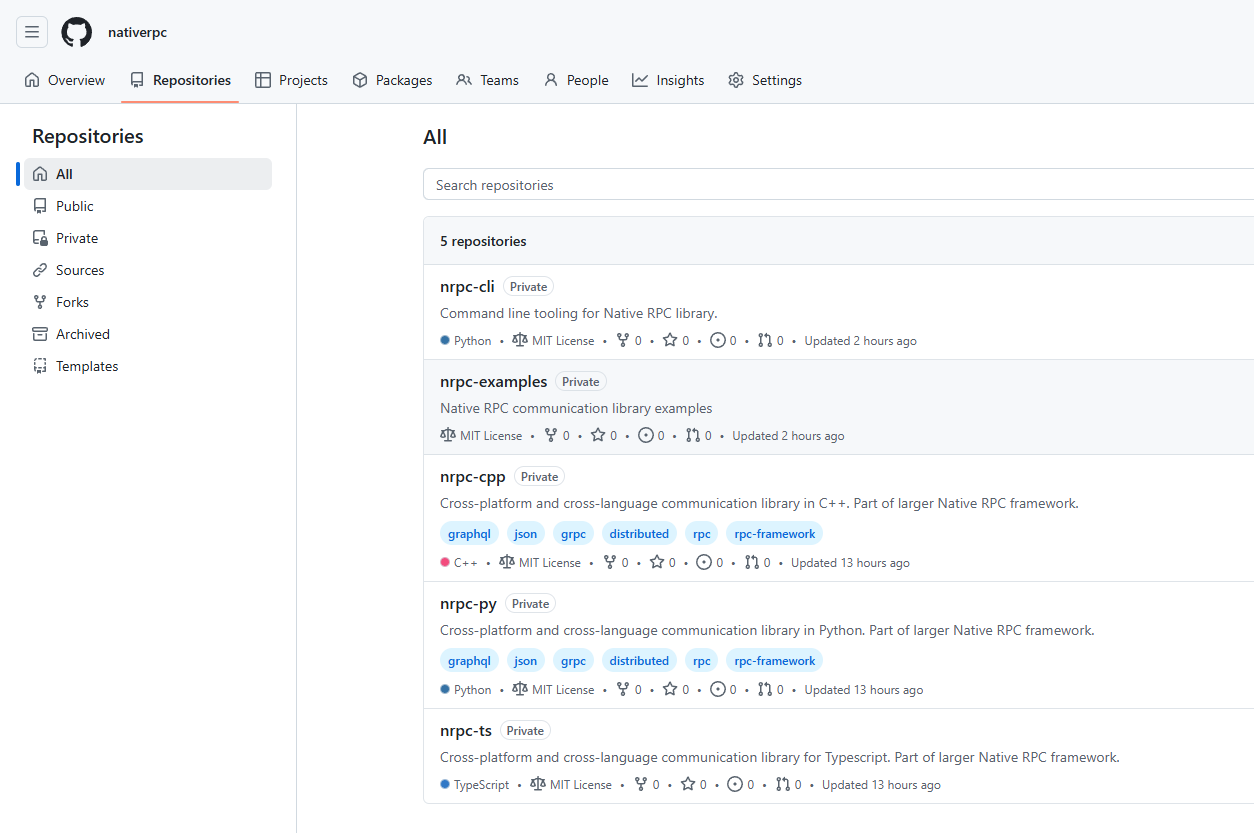 nativerpc
Overview Repositories Projects Packages Teams People Insights Settings
Repositories
All
Public
Private
Sources
Forks
Archived
Templates
All
Search repositories
5 repositories
nrpc-cli Private
Command line tooling for Native RPC library.
Python • MIT License • 0 • 0 • 0 • 0 • Updated 2 hours ago
nrpc-examples Private
Native RPC communication library examples
MIT License • 0 • 0 • 0 • 0 • Updated 2 hours ago
nrpc-cpp Private
Cross-platform and cross-language communication library in C++. Part of larger Native RPC framework.
graphql json grpc distributed rpc rpc-framework
C++ • MIT License • 0 • 0 • 0 • 0 • Updated 13 hours ago
nrpc-py Private
Cross-platform and cross-language communication library in Python. Part of larger Native RPC framework.
graphql json grpc distributed rpc rpc-framework
Python • MIT License • 0 • 0 • 0 • 0 • Updated 13 hours ago
nrpc-ts Private
Cross-platform and cross-language communication library for Typescript. Part of larger Native RPC framework.
TypeScript • MIT License • 0 • 0 • 0 • 0 • Updated 13 hours ago